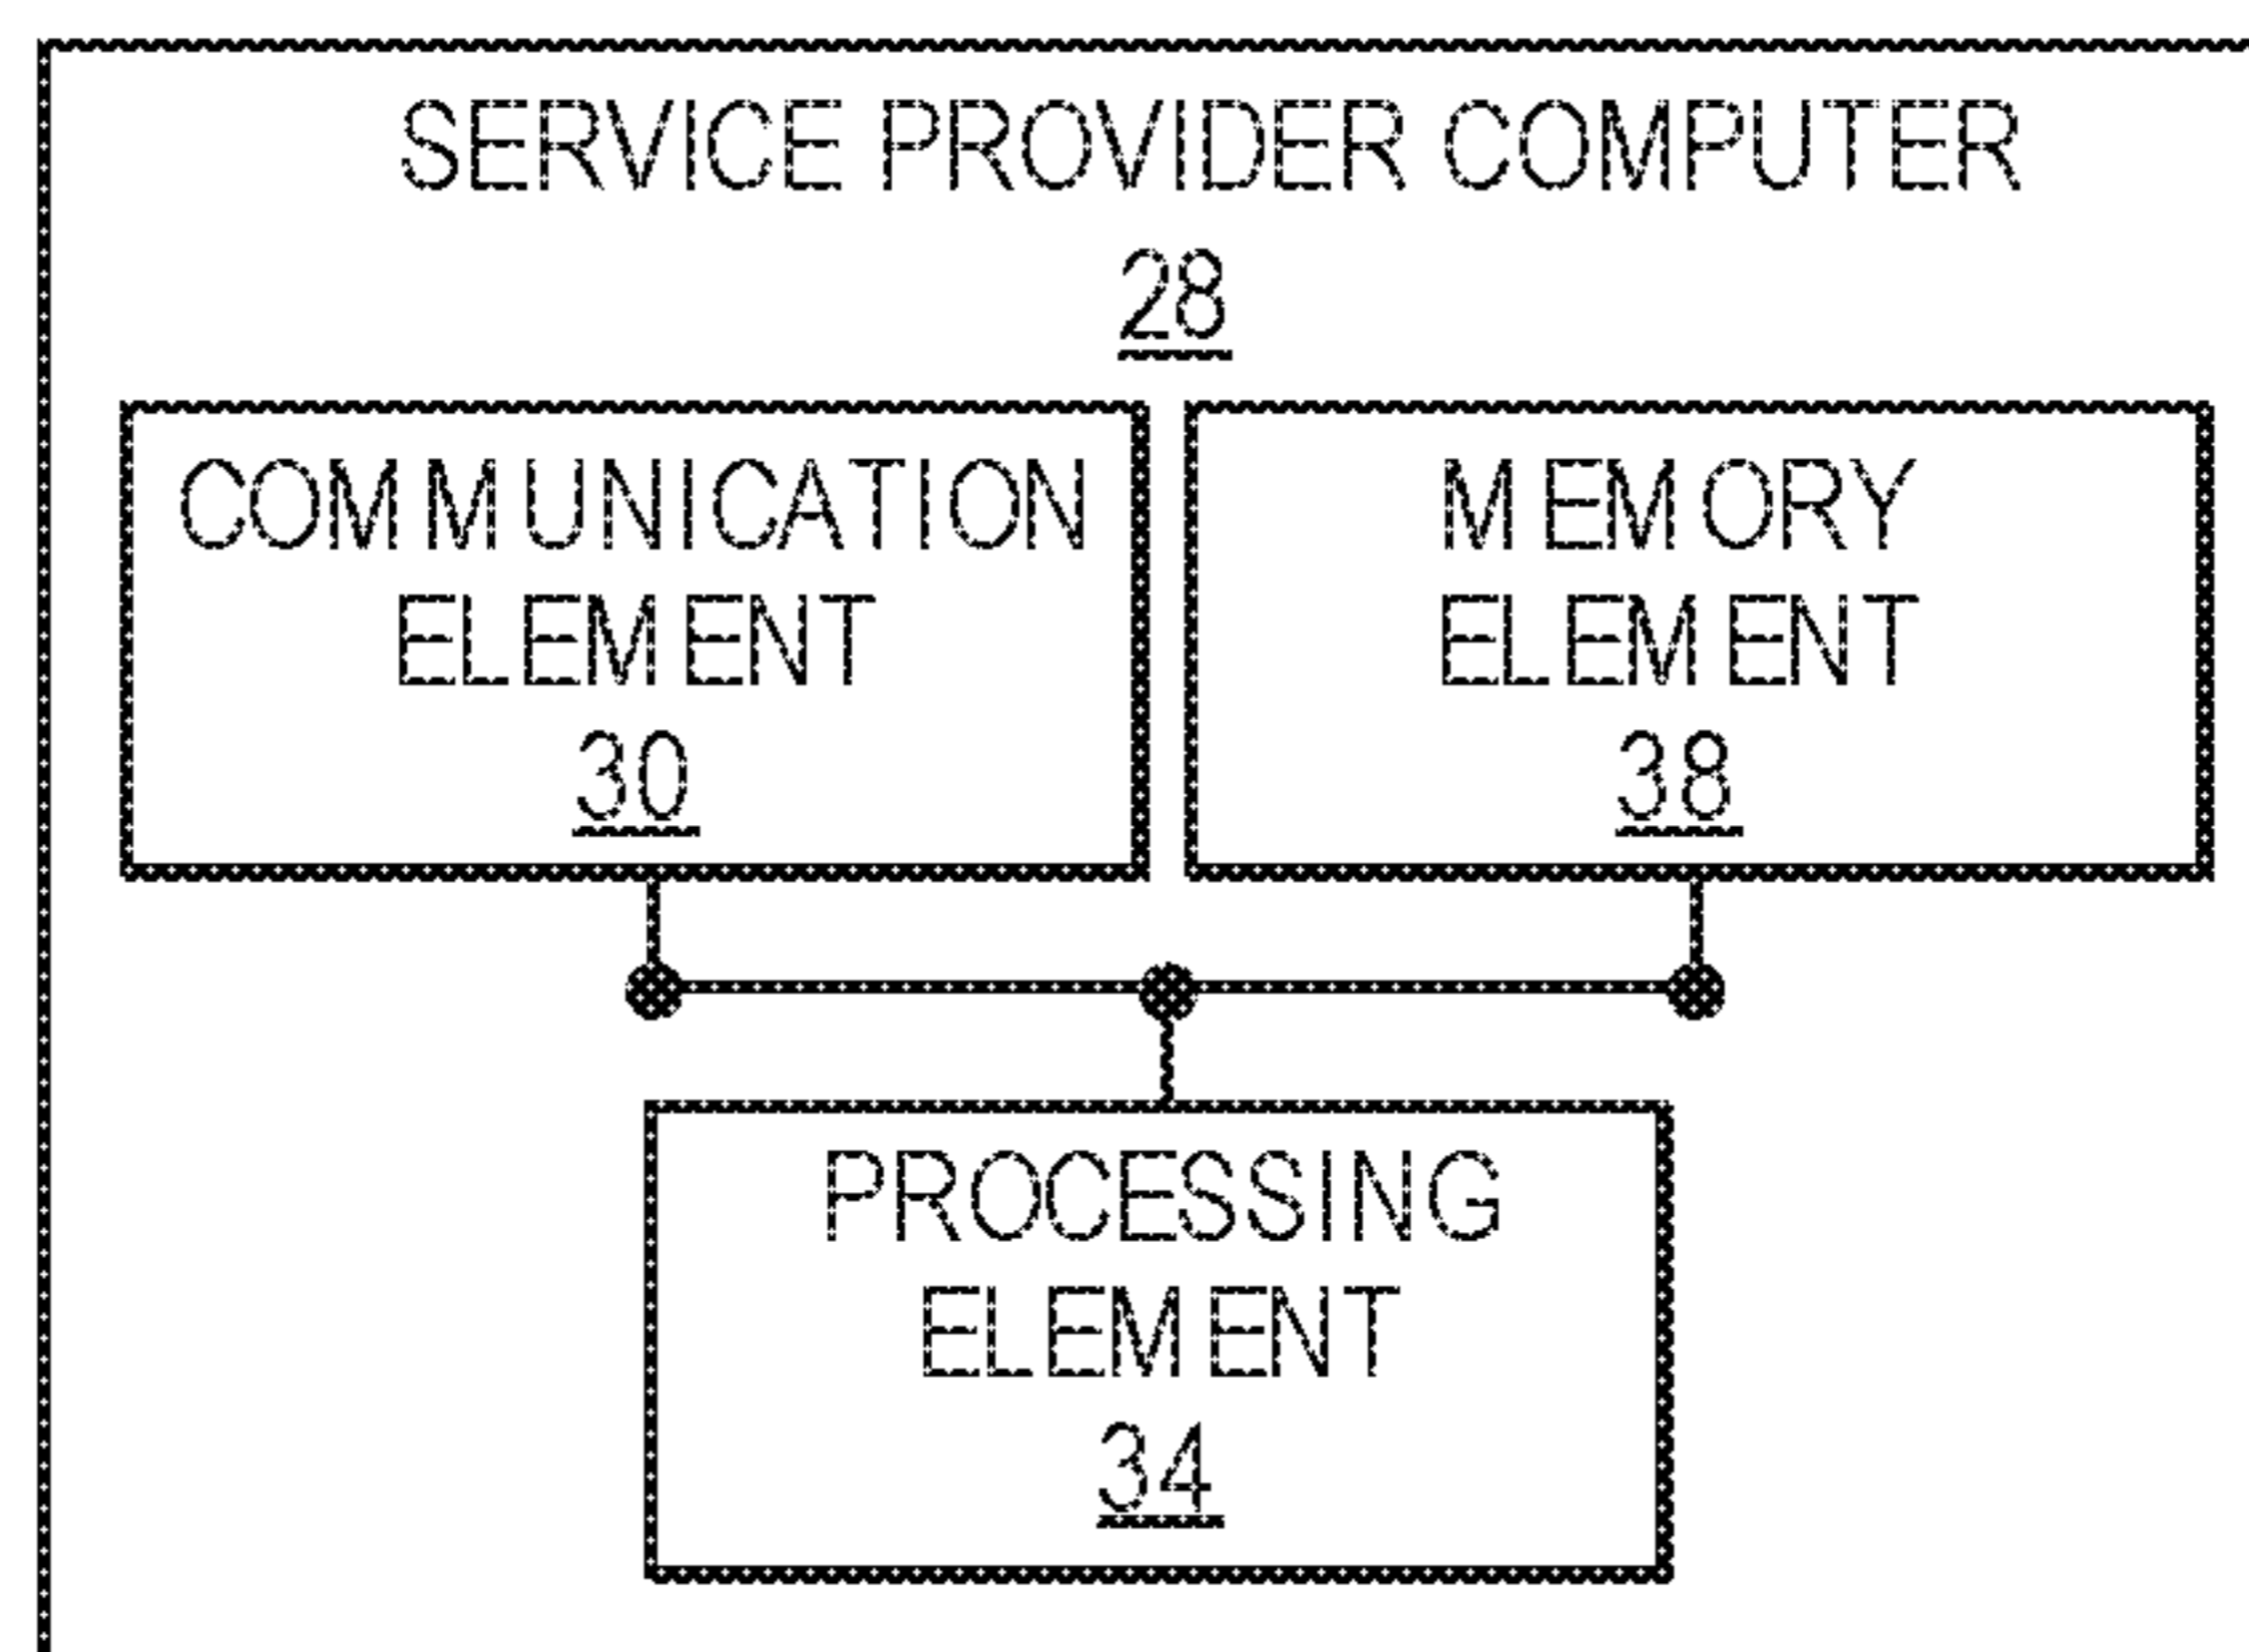 SERVICE PROVIDER COMPUTER
28
COMMUNICATION
ELEMENT
30
MEMORY
ELEMENT
38
PROCESSING
ELEMENT
34